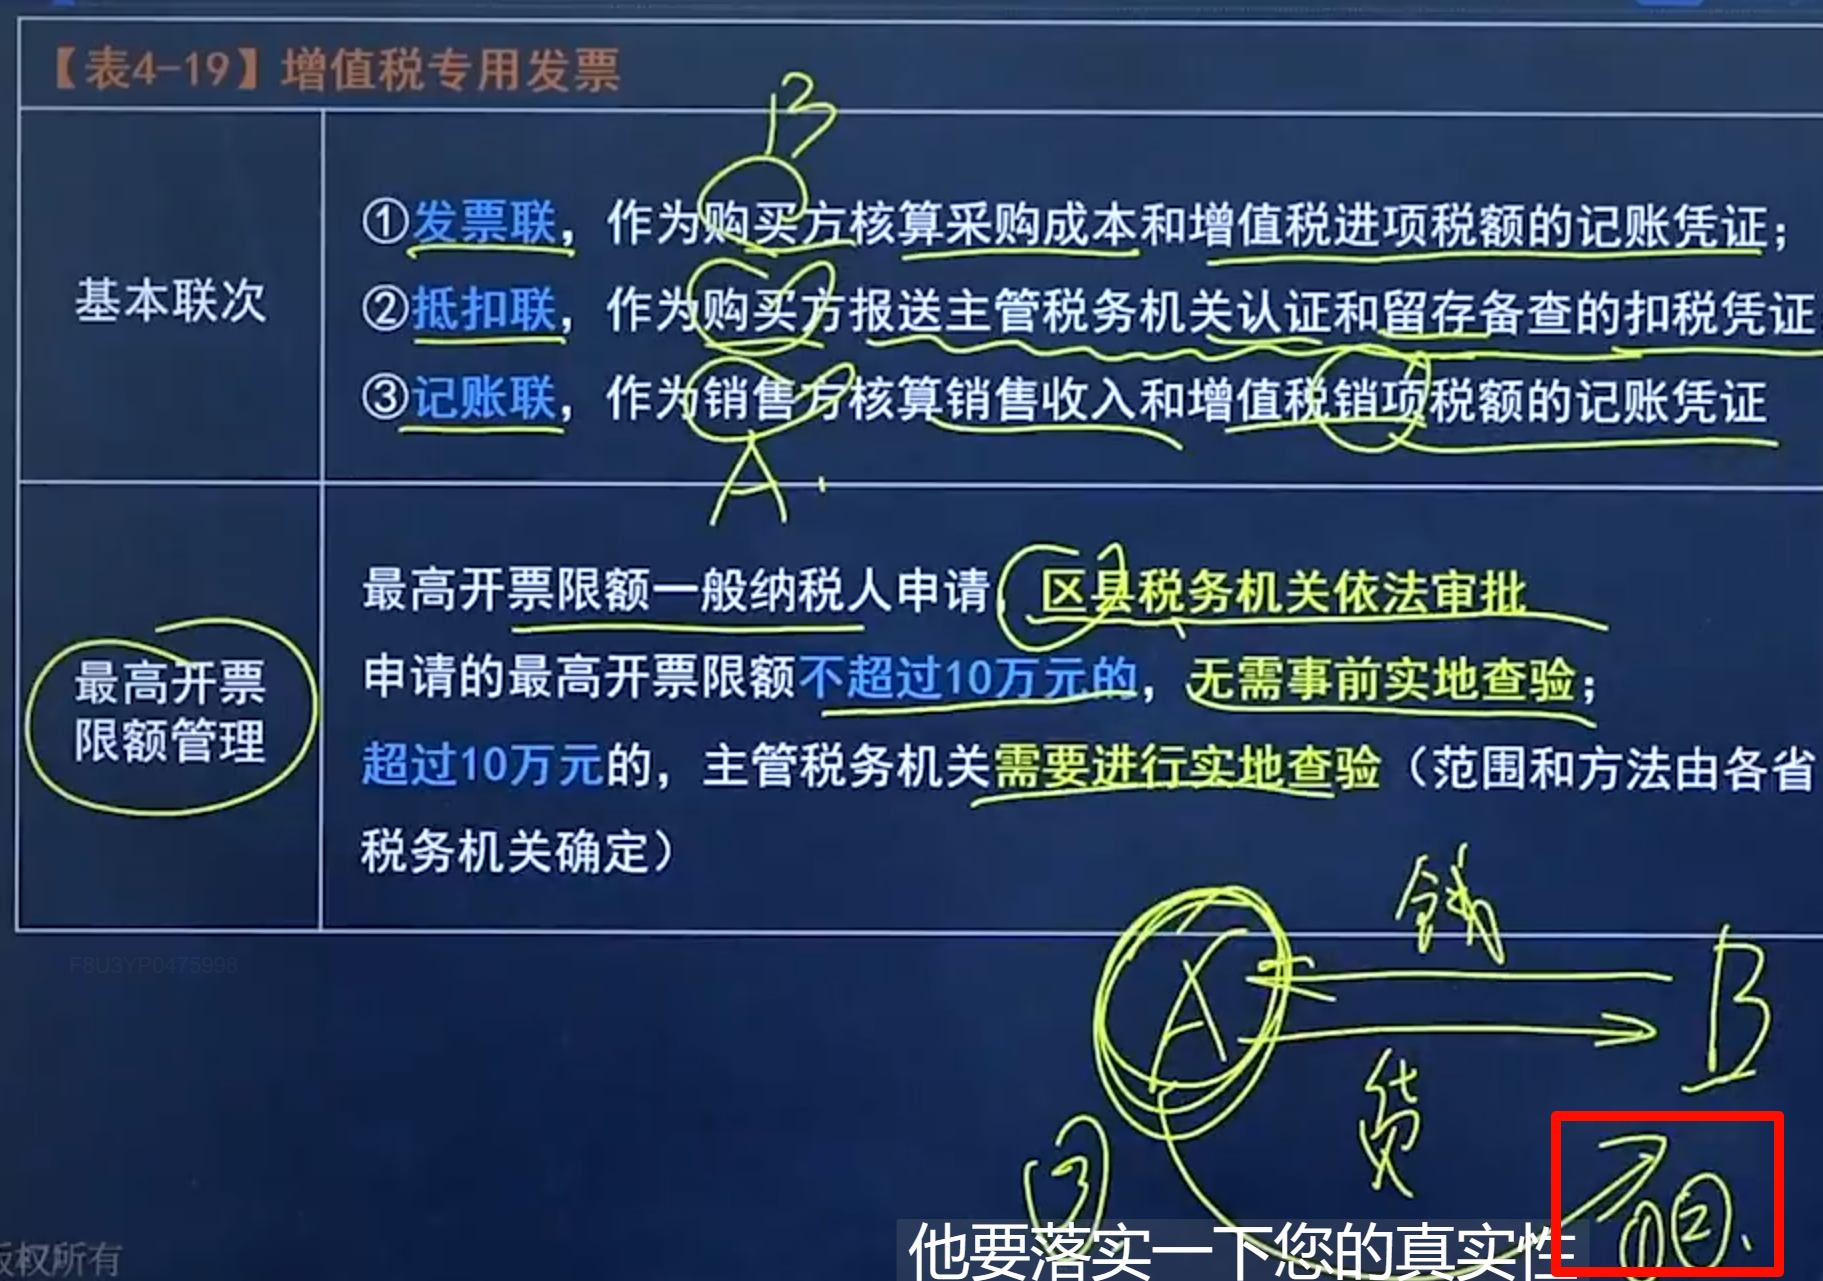 【表4-19】增值税专用发票
B
基本联次
①发票联，作为购买方核算采购成本和增值税进项税额的记账凭证；
②抵扣联，作为购买方报送主管税务机关认证和留存备查的扣税凭证
③记账联，作为销售方核算销售收入和增值税销项税额的记账凭证
A
最高开票
限额管理
最高开票限额一般纳税人申请，区县税务机关依法审批
申请的最高开票限额不超过10万元的，无需事前实地查验；
超过10万元的，主管税务机关需要进行实地查验（范围和方法由各省
税务机关确定）
钱
A
B
货
③
①②
F8U3YP0475998
他要落实一下您的真实性
版权所有